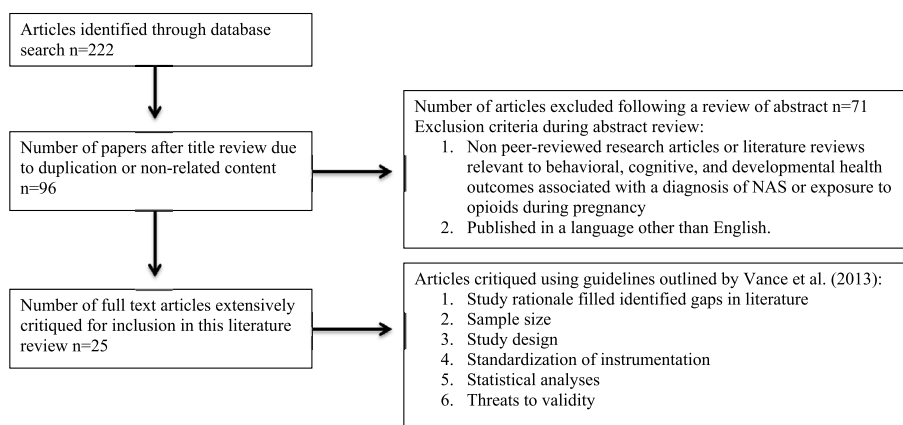 Articles identified through database
search n=222
Number of papers after title review due
to duplication or non-related content
n=96
Number of articles excluded following a review of abstract n=71
Exclusion criteria during abstract review:
1. Non peer-reviewed research articles or literature reviews
relevant to behavioral, cognitive, and developmental health
outcomes associated with a diagnosis of NAS or exposure to
opioids during pregnancy
2. Published in a language other than English.
Number of full text articles extensively
critiqued for inclusion in this literature
review n=25
Articles critiqued using guidelines outlined by Vance et al. (2013):
1. Study rationale filled identified gaps in literature
2. Sample size
3. Study design
4. Standardization of instrumentation
5. Statistical analyses
6. Threats to validity